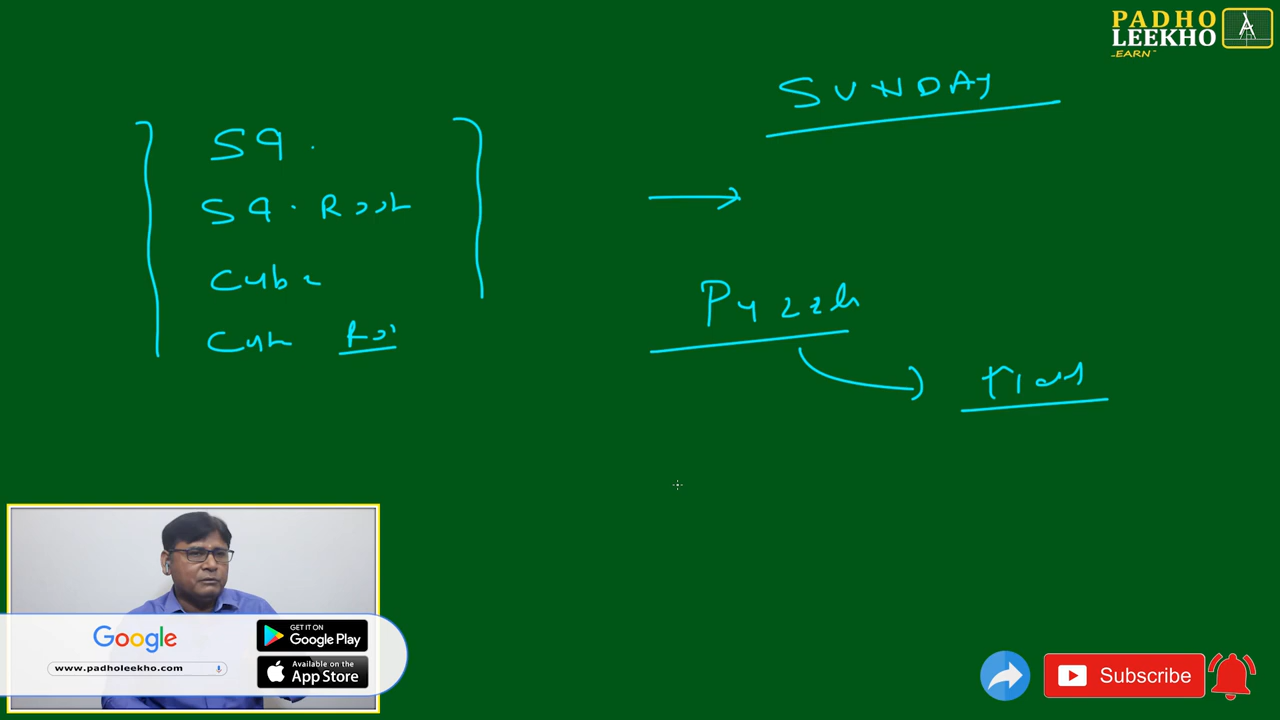 PADHO
LEEKHO
EARN
SUNDAY
Sq.
Sq. Root
Cube
Cube
Puzzle
Google
www.padholeekho.com
GET IT ON
Google Play
Available on the
App Store
Subscribe